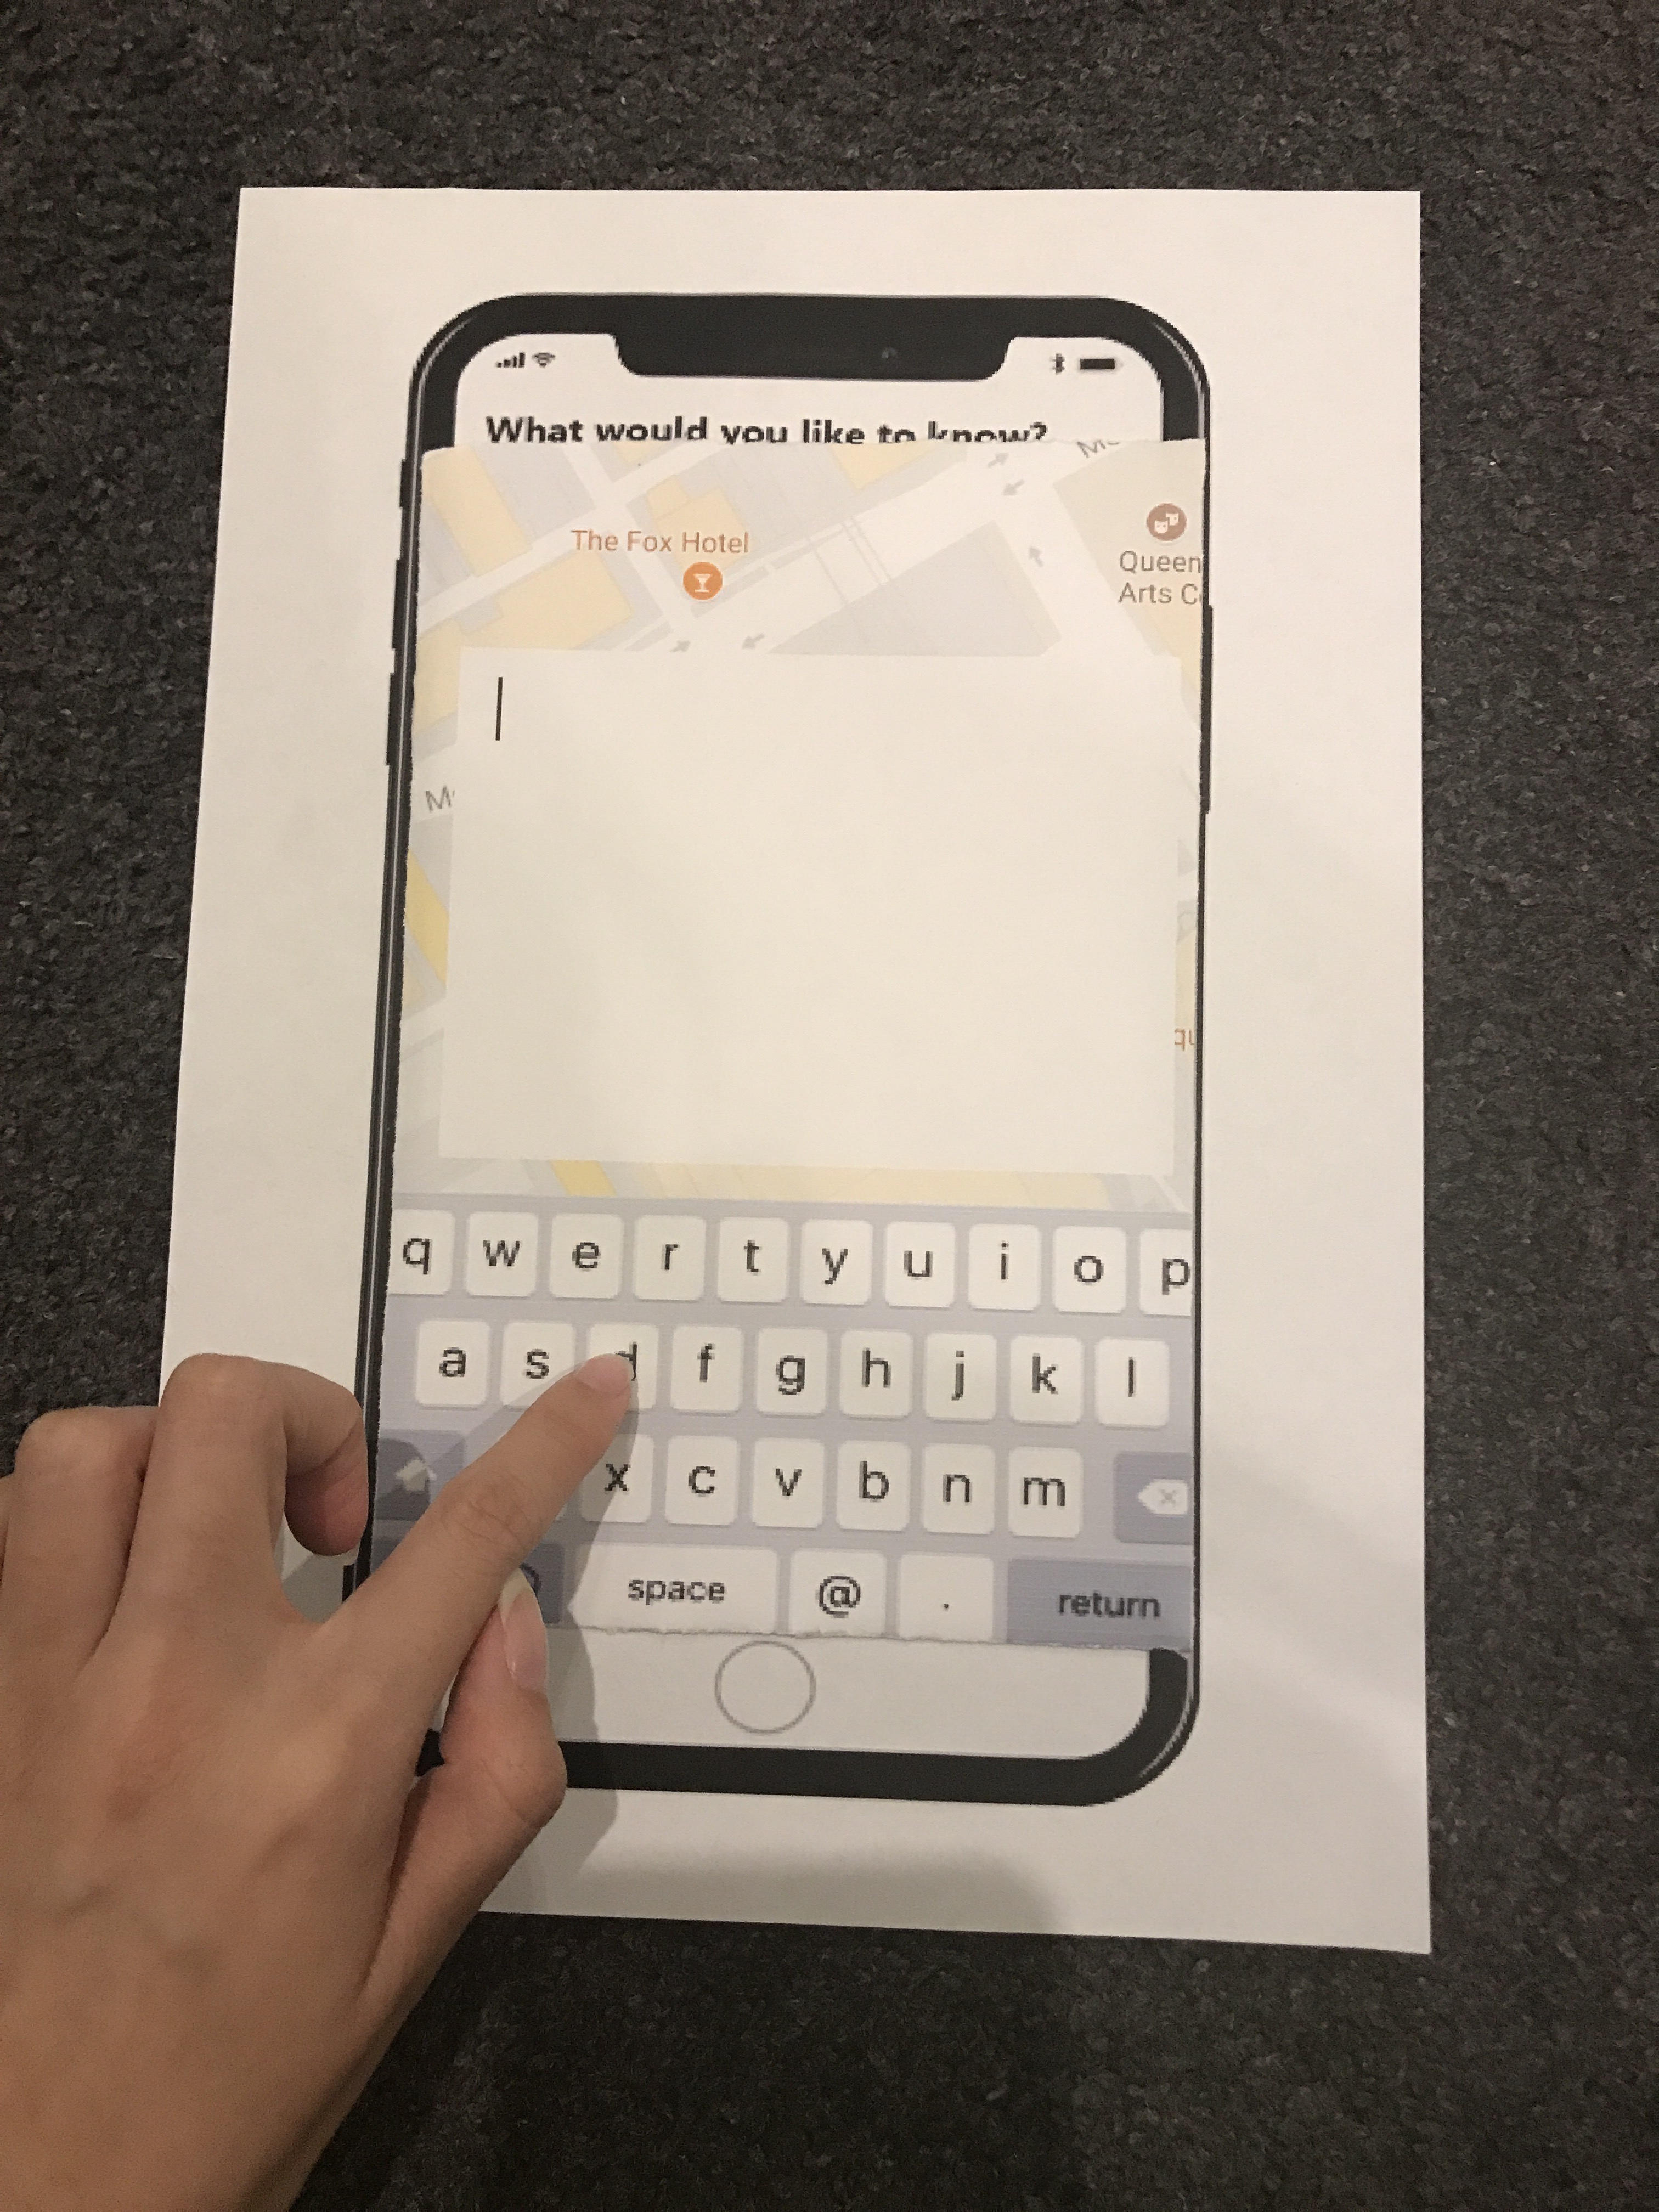 What would you like to know?
The Fox Hotel
Queen
Arts
q w e r t y u i o p
a s d f g h j k l
x c v b n m
space @ . return